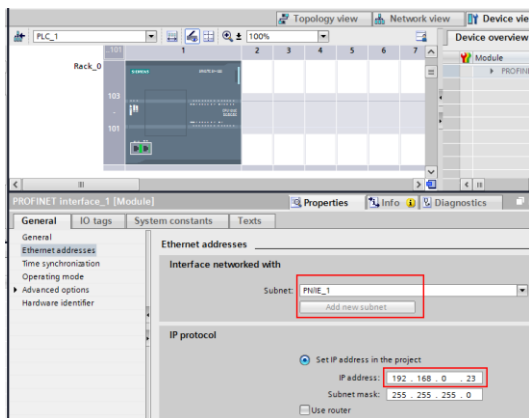 Topology view
Network view
Device vie
PLC_1
100%
Device overview
101
1
2
3
4
5
6
7
Module
Rack_0
SIEMENS
PROFINE
103
101
PROFINET interface_1 [Module]
Properties
Info
Diagnostics
General
IO tags
System constants
Texts
General
Ethernet addresses
Time synchronization
Operating mode
Advanced options
Hardware identifier
Ethernet addresses
Interface networked with
Subnet: PN/IE_1
Add new subnet
IP protocol
Set IP address in the project
IP address: 192 . 168 . 0 . 23
Subnet mask: 255 . 255 . 255 . 0
Use router